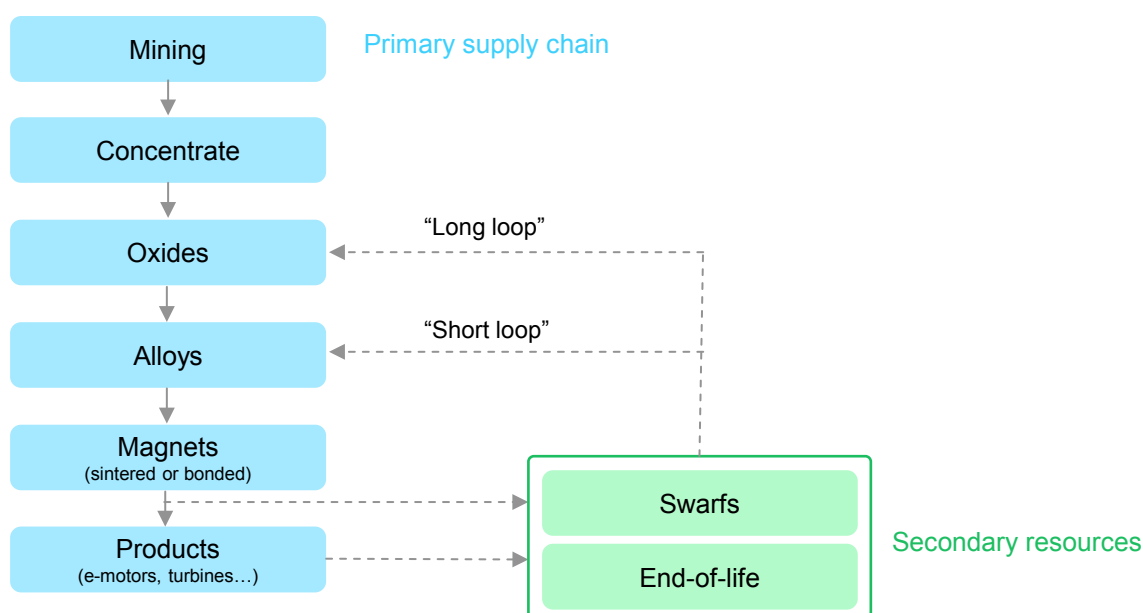 Mining
Primary supply chain
Concentrate
Oxides
“Long loop”
Alloys
“Short loop”
Magnets
(sintered or bonded)
Products
(e-motors, turbines…)
Swarfs
End-of-life
Secondary resources